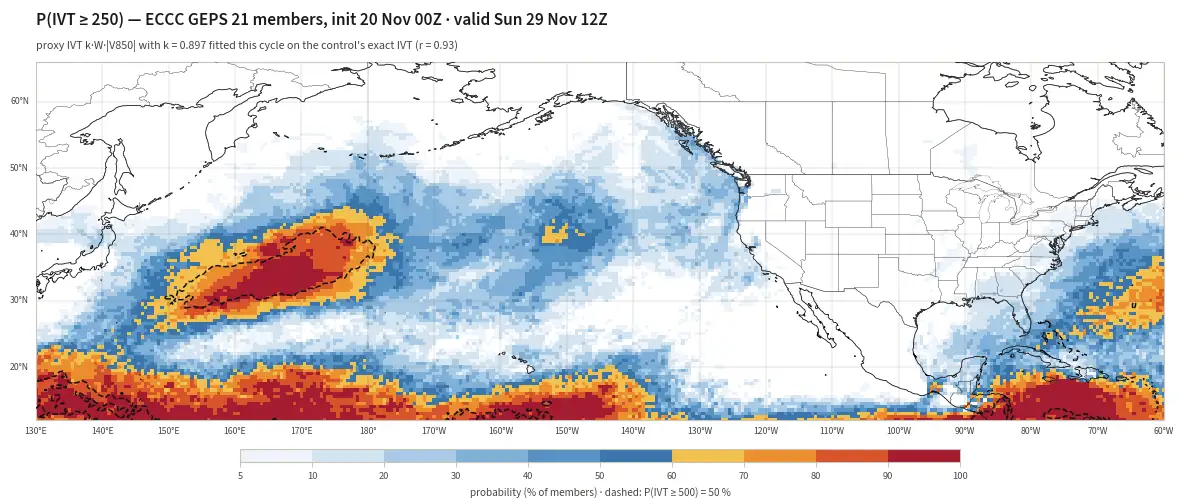 P(IVT ≥ 250) — ECCC GEPS 21 members, init 20 Nov 00Z · valid Sun 29 Nov 12Z
proxy IVT k·W·|V850| with k = 0.897 fitted this cycle on the control's exact IVT (r = 0.93)
60°N
50°N
40°N
30°N
20°N
130°E 140°E 150°E 160°E 170°E 180° 170°W 160°W 150°W 140°W 130°W 120°W 110°W 100°W 90°W 80°W 70°W 60°W
5 10 20 30 40 50 60 70 80 90 100
probability (% of members) · dashed: P(IVT ≥ 500) = 50 %